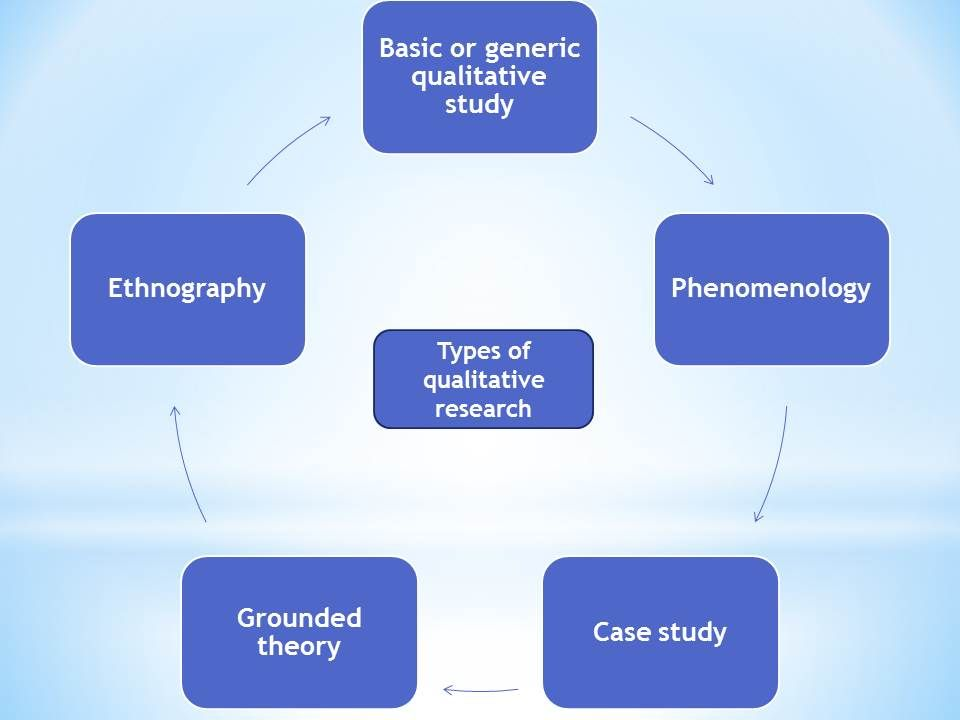 Basic or generic
qualitative
study
Phenomenology
Case study
Grounded
theory
Ethnography
Types of
qualitative
research